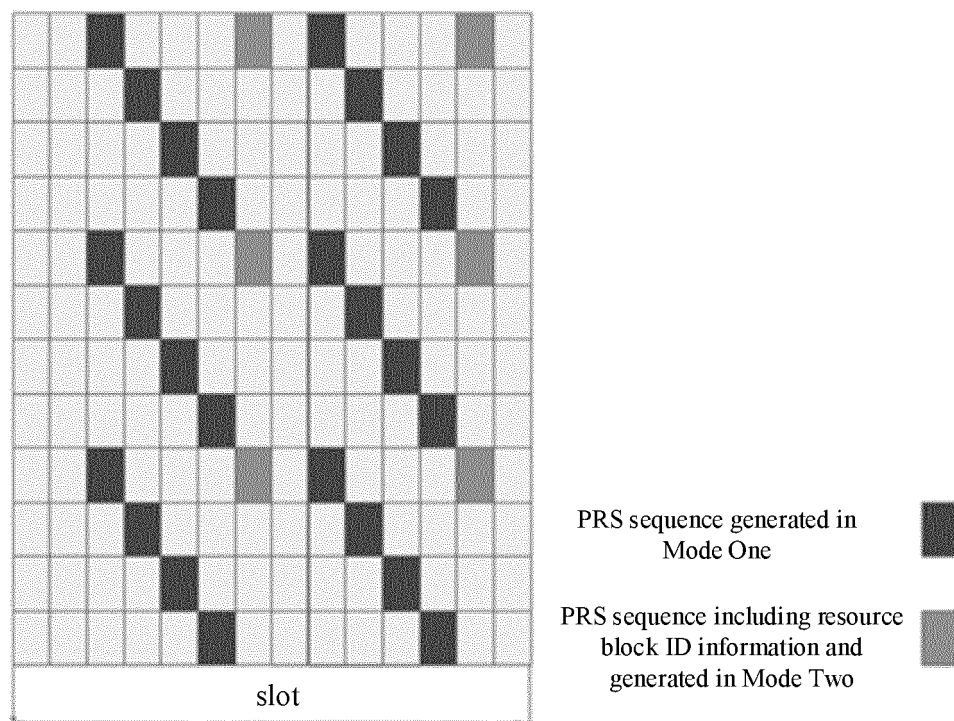 PRS sequence generated in
Mode One
PRS sequence including resource
block ID information and
generated in Mode Two
slot